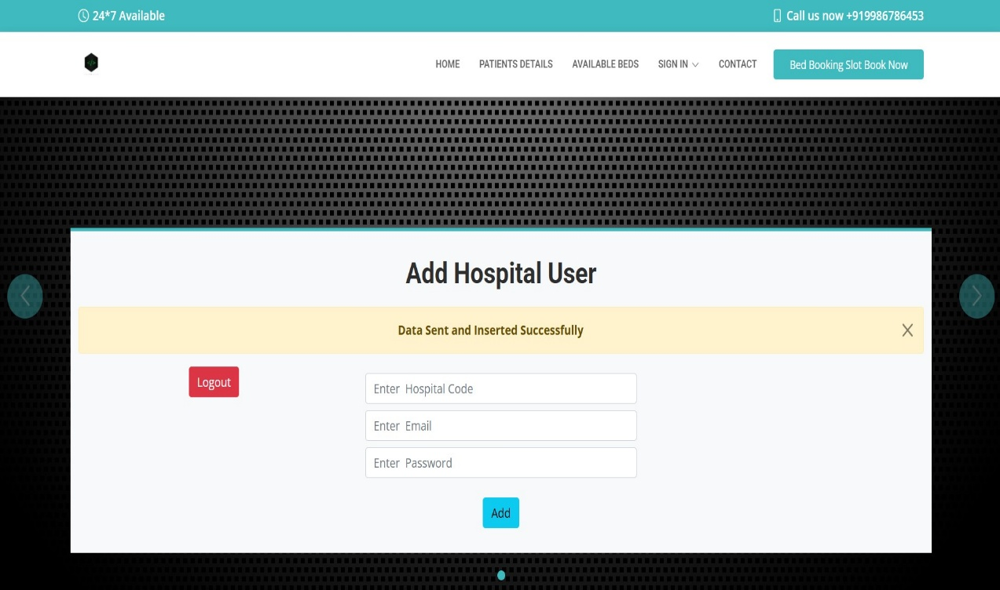 24*7 Available
Call us now +919986786453
HOME PATIENTS DETAILS AVAILABLE BEDS SIGN IN CONTACT Bed Booking Slot Book Now
Add Hospital User
Data Sent and Inserted Successfully X
Logout
Enter Hospital Code
Enter Email
Enter Password
Add